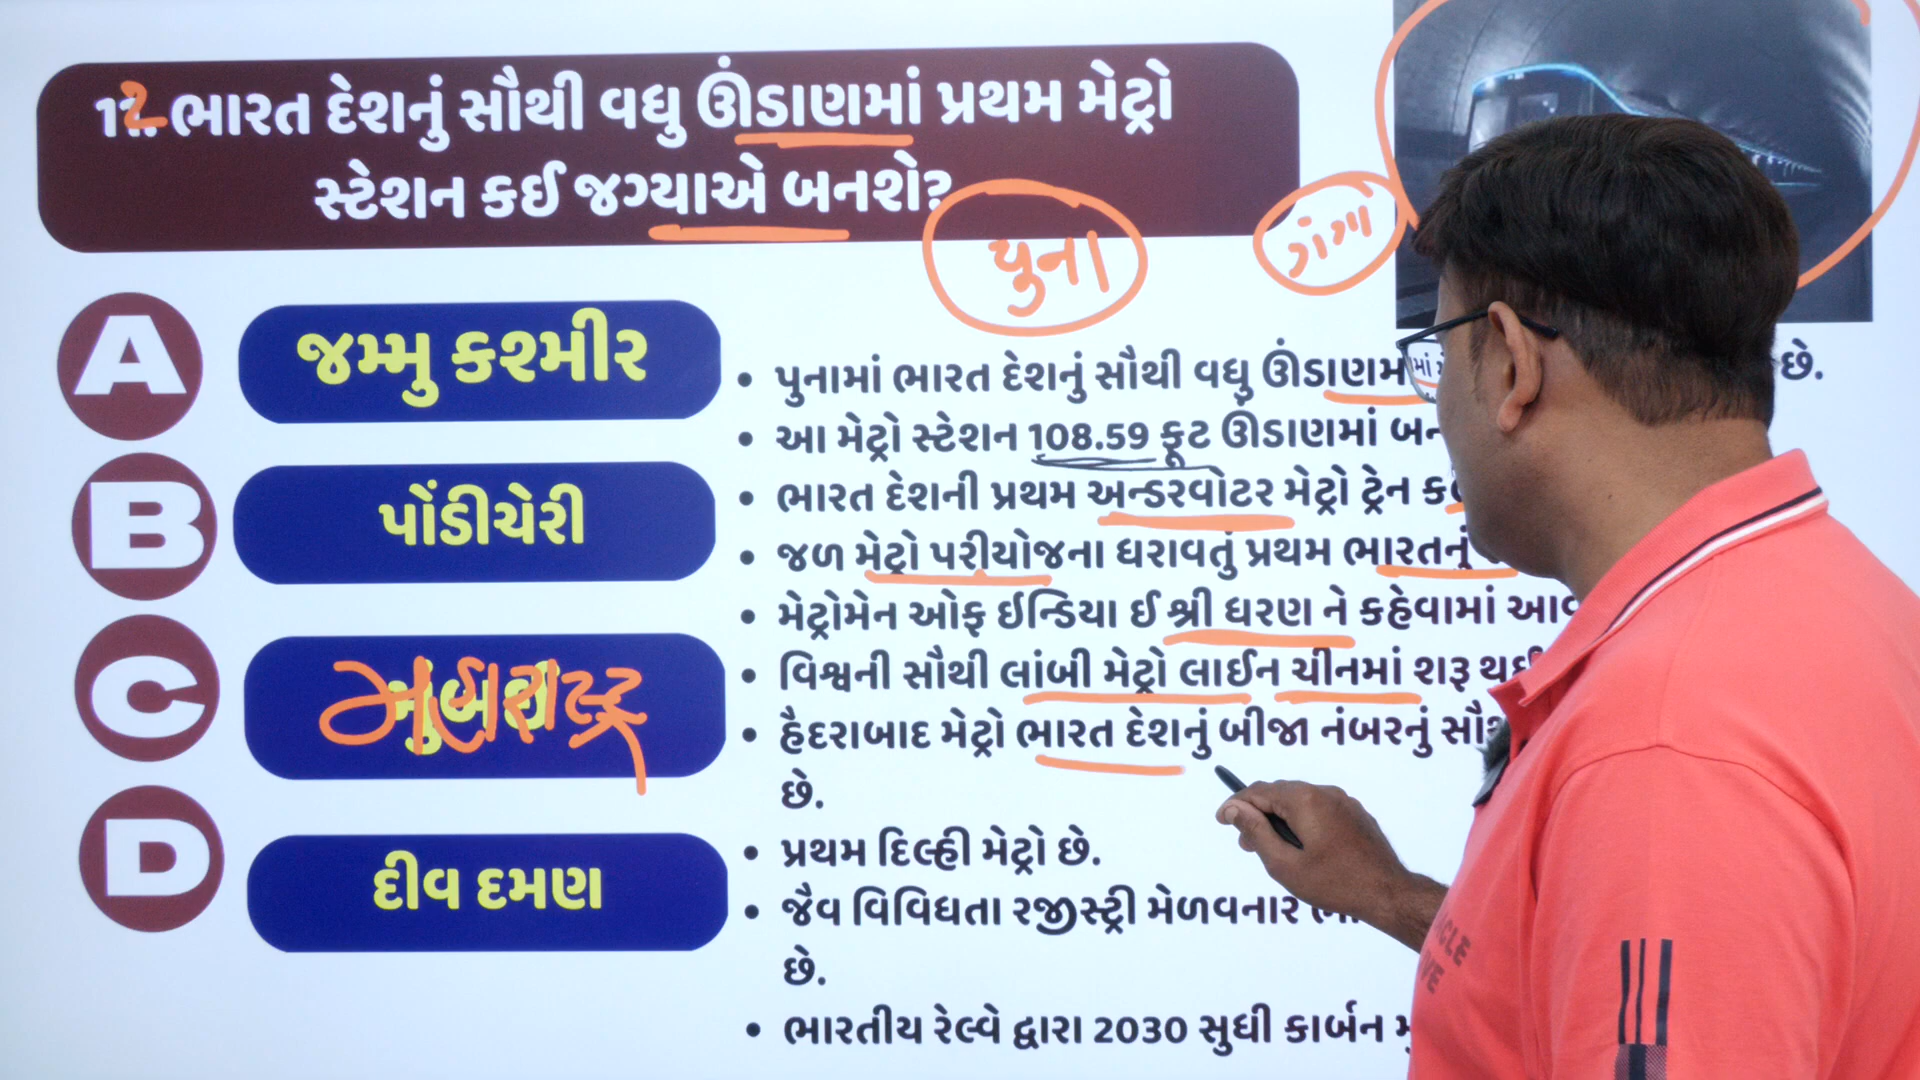 12. ભારત દેશનું સૌથી વધુ ઊંડાણમાં પ્રથમ મેટ્રો
સ્ટેશન કઈ જગ્યાએ બનશે?
પુના
ગંગા
A
જમ્મુ કશ્મીર
B
પોંડીચેરી
C
મહારાષ્ટ્ર
D
દીવ દમણ
• પુનામાં ભારત દેશનું સૌથી વધુ છે.
• આ મેટ્રો સ્ટેશન 108.59 ફૂટ ઊંડાણમાં
• ભારત દેશની પ્રથમ અન્ડરવોટર મેટ્રો ટ્રેન
• જળ મેટ્રો પરીયોજના ધરાવતું પ્રથમ ભારતનું
• મેટ્રોમેન ઓફ ઈન્ડિયા ઈ શ્રી ધરણ ને કહેવામાં
• વિશ્વની સૌથી લાંબી મેટ્રો લાઈન ચીનમાં શરૂ
• હૈદરાબાદ મેટ્રો ભારત દેશનું બીજા નંબરનું
છે.
• પ્રથમ દિલ્હી મેટ્રો છે.
• જૈવ વિવિધતા રજીસ્ટ્રી મેળવનાર
છે.
• ભારતીય રેલ્વે દ્વારા 2030 સુધી કાર્બન